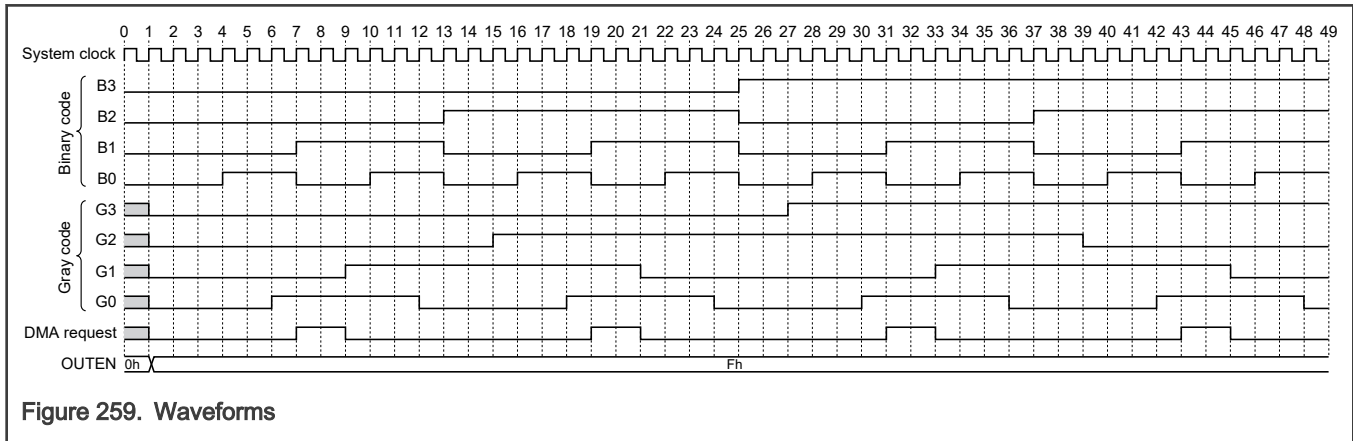 0 1 2 3 4 5 6 7 8 9 10 11 12 13 14 15 16 17 18 19 20 21 22 23 24 25 26 27 28 29 30 31 32 33 34 35 36 37 38 39 40 41 42 43 44 45 46 47 48 49
System clock
Binary code
B3
B2
B1
B0
Gray code
G3
G2
G1
G0
DMA request
OUTEN 0h Fh
Figure 259. Waveforms